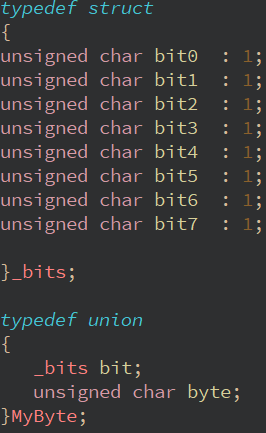 typedef struct
{
unsigned char bit0  : 1;
unsigned char bit1  : 1;
unsigned char bit2  : 1;
unsigned char bit3  : 1;
unsigned char bit4  : 1;
unsigned char bit5  : 1;
unsigned char bit6  : 1;
unsigned char bit7  : 1;

}_bits;

typedef union
{
   _bits bit;
   unsigned char byte;
}MyByte;